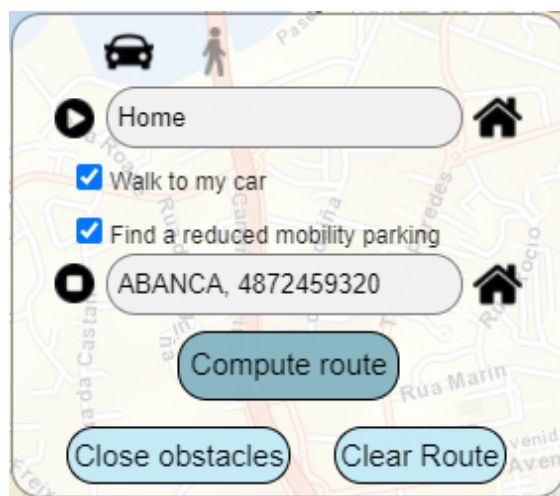 Home
Walk to my car
Find a reduced mobility parking
ABANCA, 4872459320
Compute route
Rúa Marin
Close obstacles
Clear Route